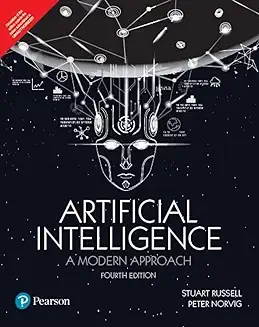 ARTIFICIAL
INTELLIGENCE
A MODERN APPROACH
FOURTH EDITION
STUART RUSSELL
PETER NORVIG
Pearson